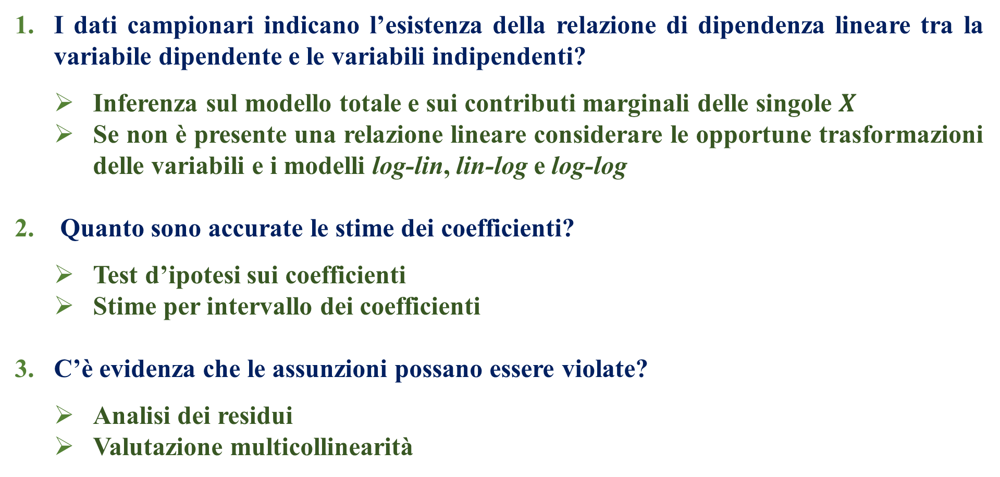 1. I dati campionari indicano l’esistenza della relazione di dipendenza lineare tra la
variabile dipendente e le variabili indipendenti?
➢ Inferenza sul modello totale e sui contributi marginali delle singole X
➢ Se non è presente una relazione lineare considerare le opportune trasformazioni
delle variabili e i modelli log-lin, lin-log e log-log
2. Quanto sono accurate le stime dei coefficienti?
➢ Test d’ipotesi sui coefficienti
➢ Stime per intervallo dei coefficienti
3. C’è evidenza che le assunzioni possano essere violate?
➢ Analisi dei residui
➢ Valutazione multicollinearità